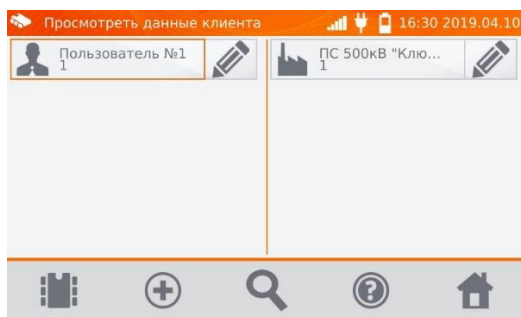 Просмотреть данные клиента
16:30 2019.04.10
Пользователь №1
1
ПС 500кВ "Клю...
1